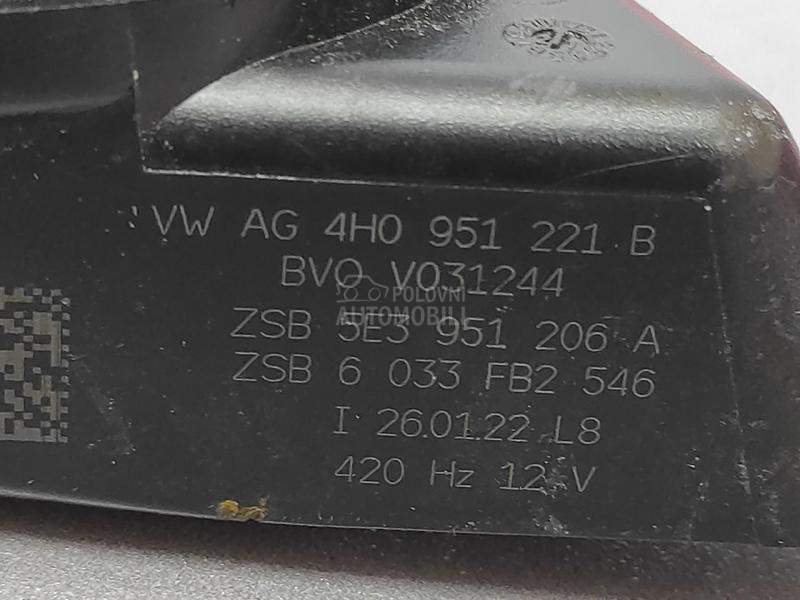 VW AG 4H0 951 221 B
BVO V031244
POLOVNI
AUTOMOBILI
ZSB 5E3 951 206 A
ZSB 6 033 FB2 546
I 26.01.22 L8
420 Hz 12 V